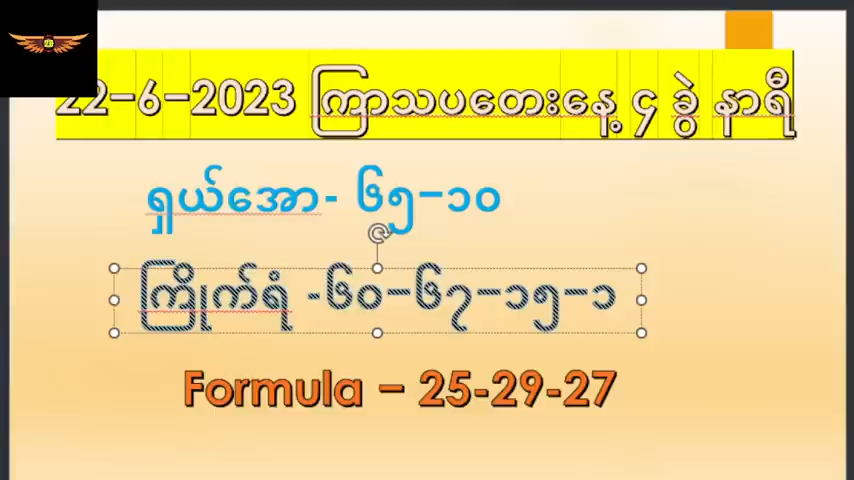 22-6-2023 ကြာသပတေးနေ့ ၄ ခွဲ နာရီ
ရှယ်အော- ၆၅-၁၀
ကြိုက်ရံ -၆၀-၆၇-၁၅-၁
Formula - 25-29-27